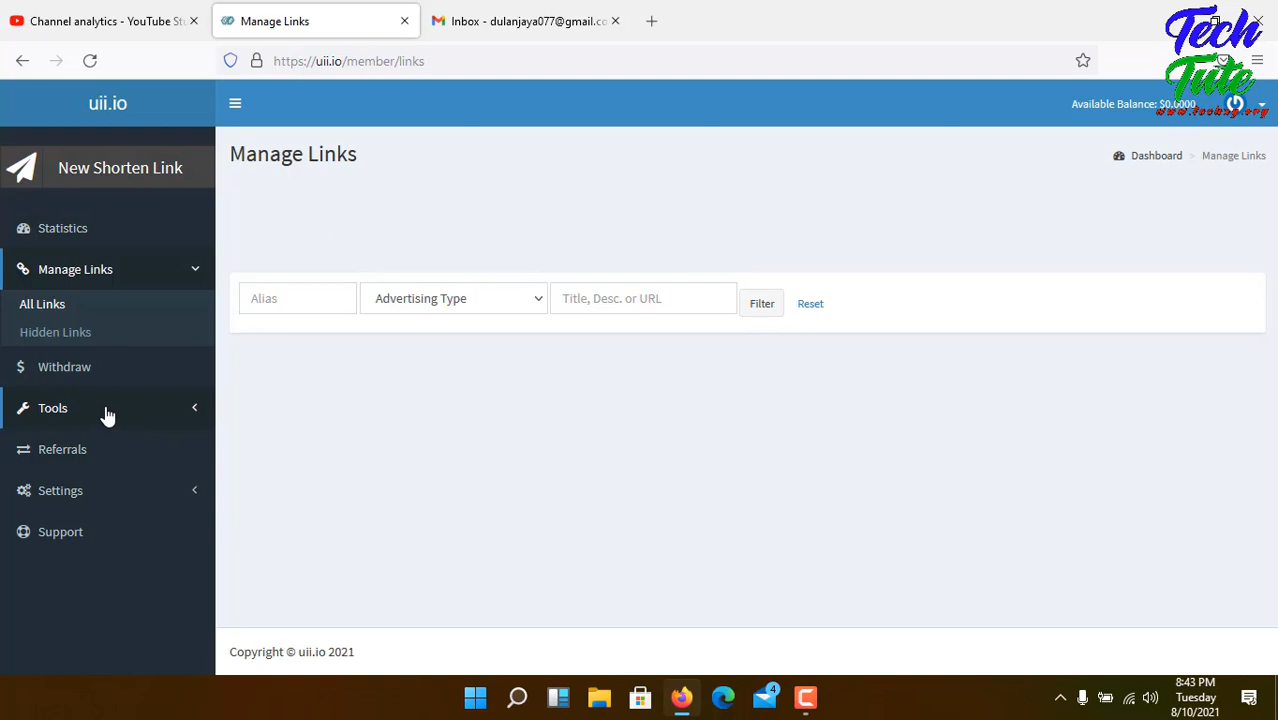 Channel analytics - YouTube St
Manage Links
Inbox - dulanjaya077@gmail.co
Tech
Tute
https://uii.io/member/links
uii.io
Available Balance: $0.0000
New Shorten Link
Manage Links
Dashboard > Manage Links
Statistics
Manage Links
All Links
Hidden Links
Alias
Advertising Type
Title, Desc. or URL
Filter
Reset
Withdraw
Tools
Referrals
Settings
Support
Copyright © uii.io 2021
4
8:43 PM
Tuesday
8/10/2021